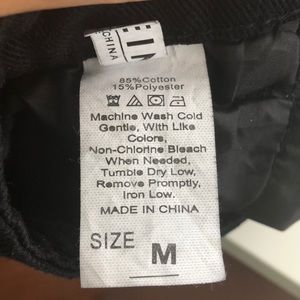 CHINA
85%Cotton
15%Polyester
Machine Wash Cold
Gentle, With Like
Colors,
Non-Chlorine Bleach
When Needed,
Tumble Dry Low,
Remove Promptly,
Iron Low.
MADE IN CHINA
SIZE M